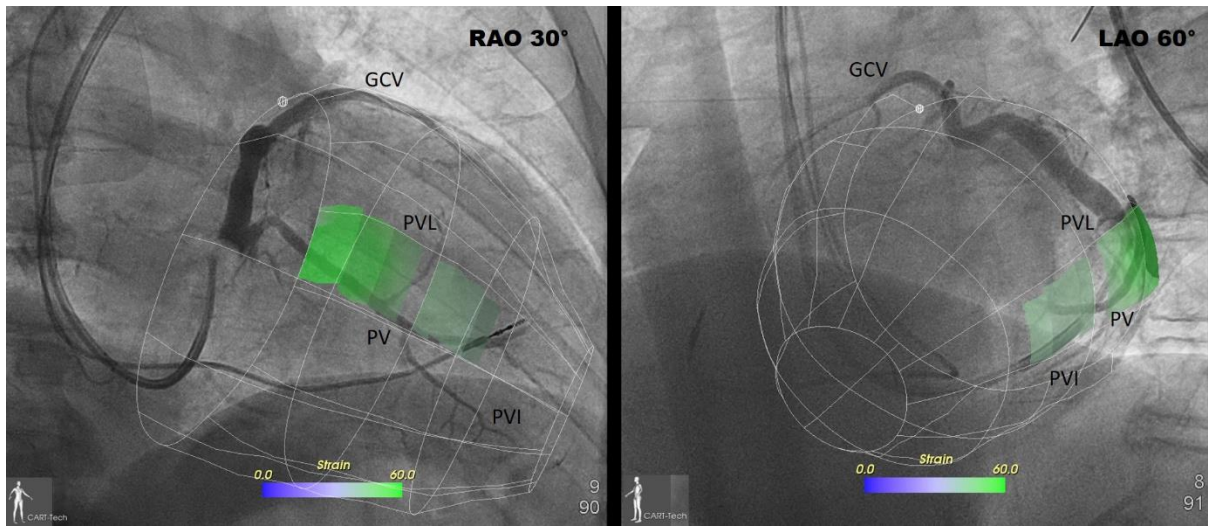 RAO 30°
GCV
PVL
PV
PVI
Strain
0.0 60.0
CART-Tech
9
90
LAO 60°
GCV
PVL
PV
PVI
Strain
0.0 60.0
CART-Tech
8
91